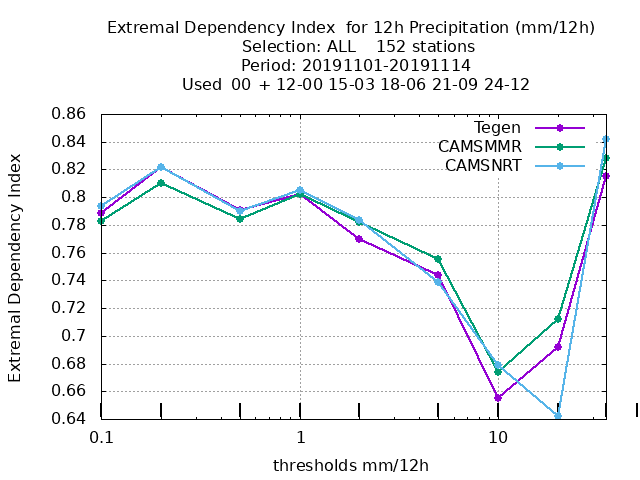 Extremal Dependency Index  for 12h Precipitation (mm/12h)
Selection: ALL    152 stations
Period: 20191101-20191114
Used  00 + 12-00 15-03 18-06 21-09 24-12
Tegen
CAMSMMR
CAMSNRT
Extremal Dependency Index
0.86
0.84
0.82
0.8
0.78
0.76
0.74
0.72
0.7
0.68
0.66
0.64
0.1 1 10
thresholds mm/12h